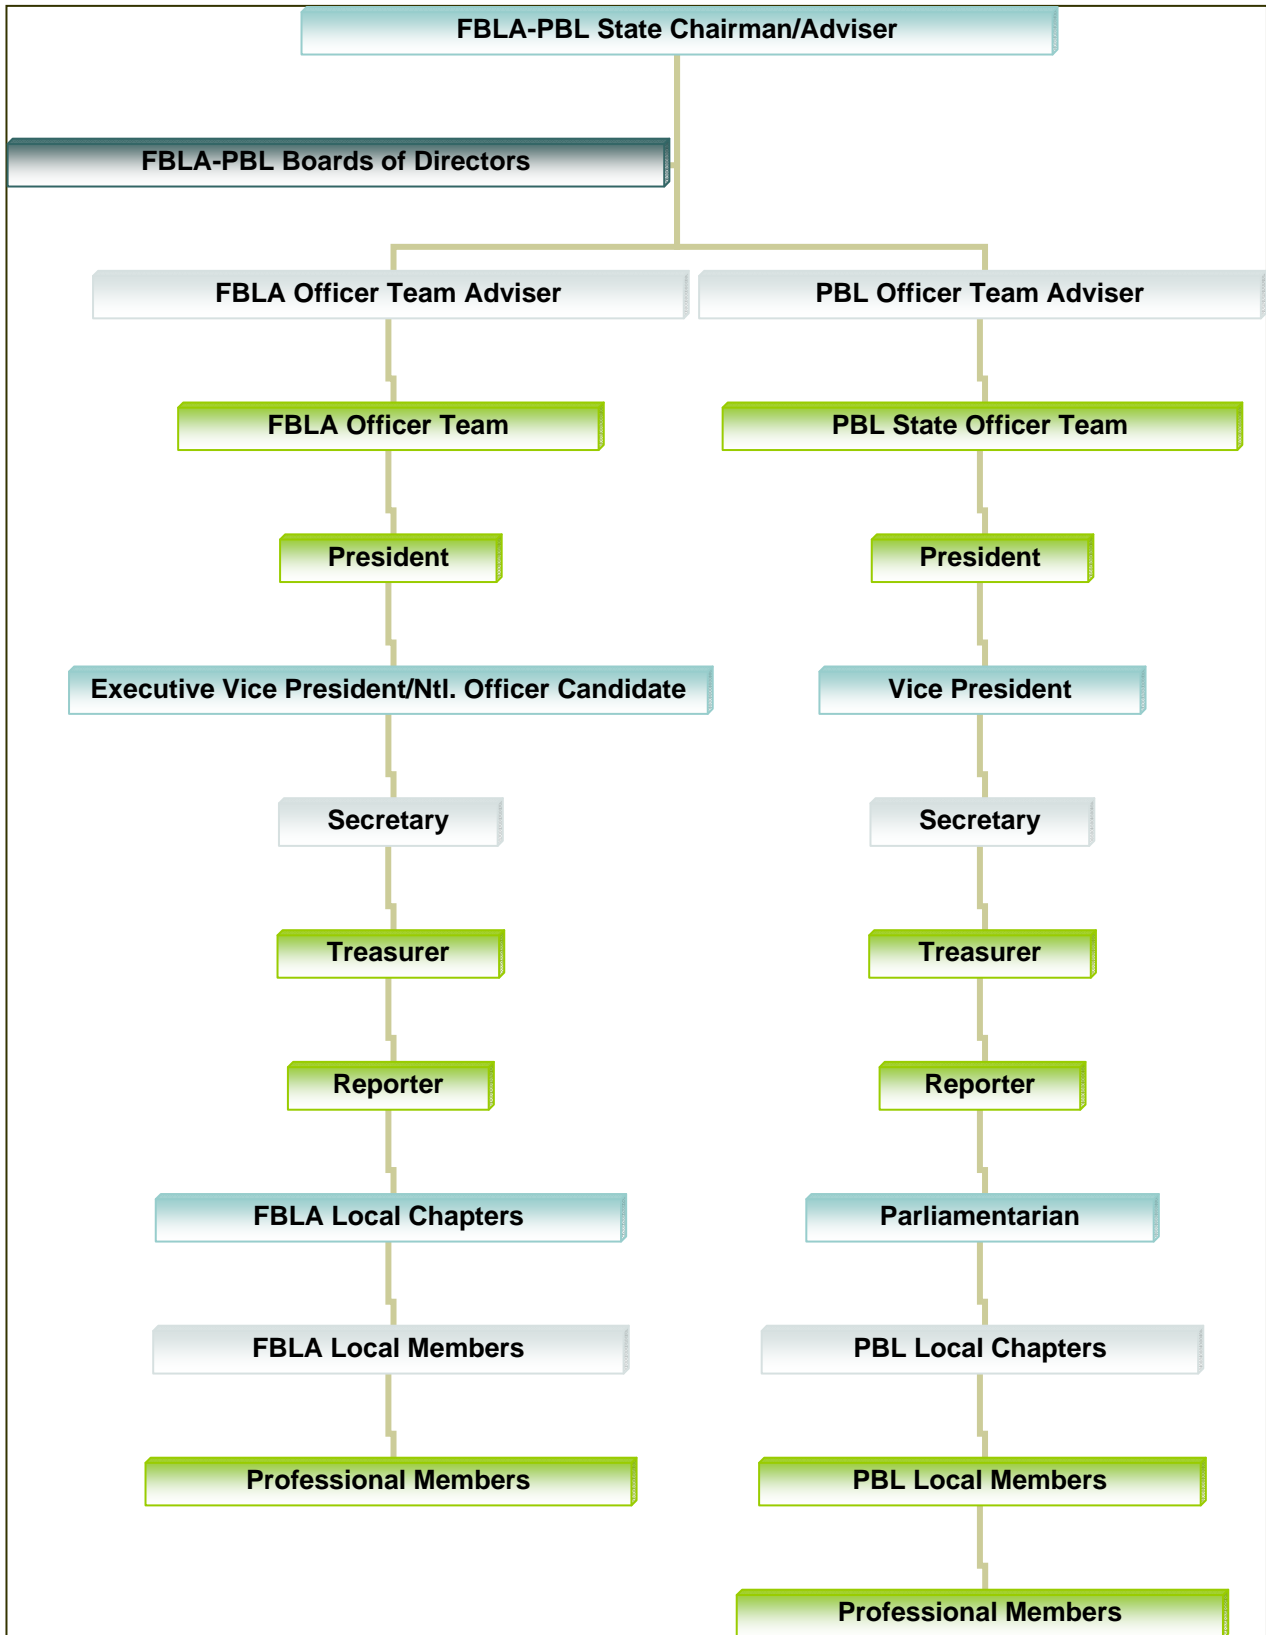 FBLA-PBL State Chairman/Adviser
FBLA-PBL Boards of Directors
FBLA Officer Team Adviser
PBL Officer Team Adviser
FBLA Officer Team
PBL State Officer Team
President
President
Executive Vice President/Ntl. Officer Candidate
Vice President
Secretary
Secretary
Treasurer
Treasurer
Reporter
Reporter
FBLA Local Chapters
Parliamentarian
FBLA Local Members
PBL Local Chapters
Professional Members
PBL Local Members
Professional Members